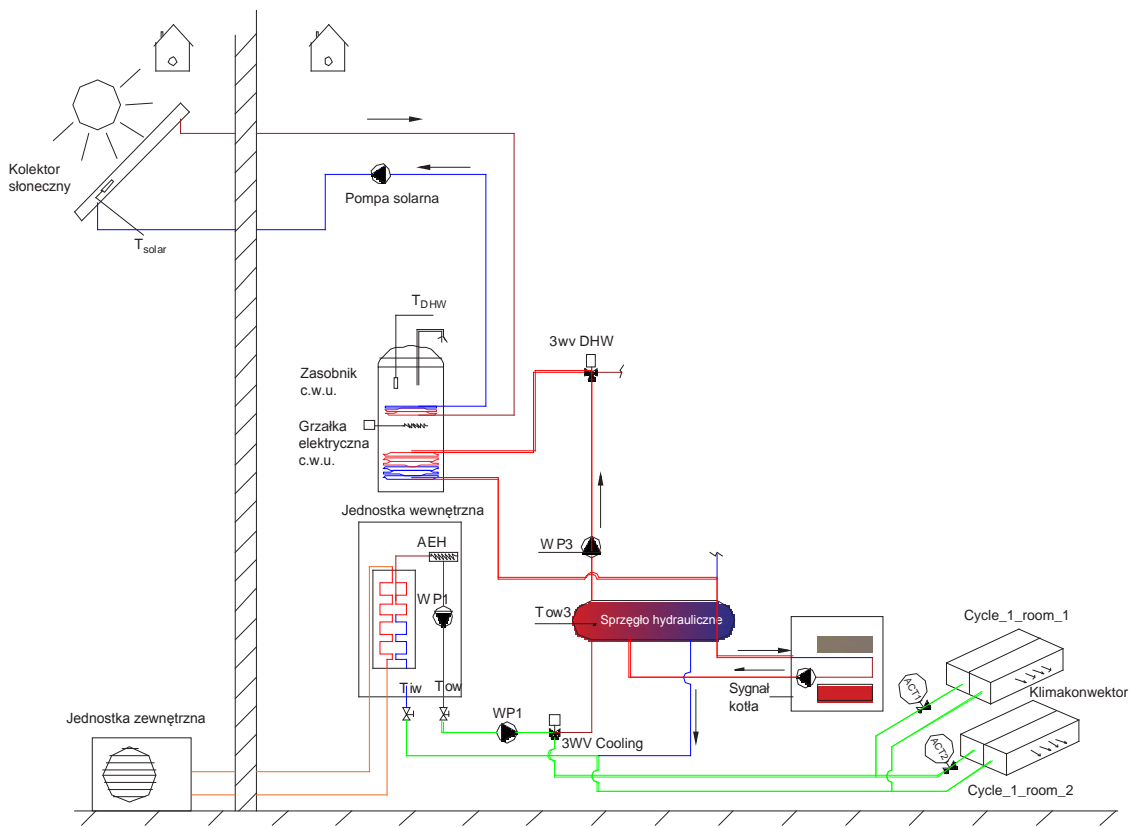 Kolektor
słoneczny
Tsolar
Pompa solarna
TDHW
3wv DHW
Zasobnik
c.w.u.
Grzałka
elektryczna
c.w.u.
Jednostka wewnętrzna
AEH
WP1
WP3
Tow3
Sprzęgło hydrauliczne
Tiw
Tow
WP1
3WV Cooling
Sygnał
kotła
Cycle_1_room_1
ACT1
Klimakonwektor
ACT2
Cycle_1_room_2
Jednostka zewnętrzna